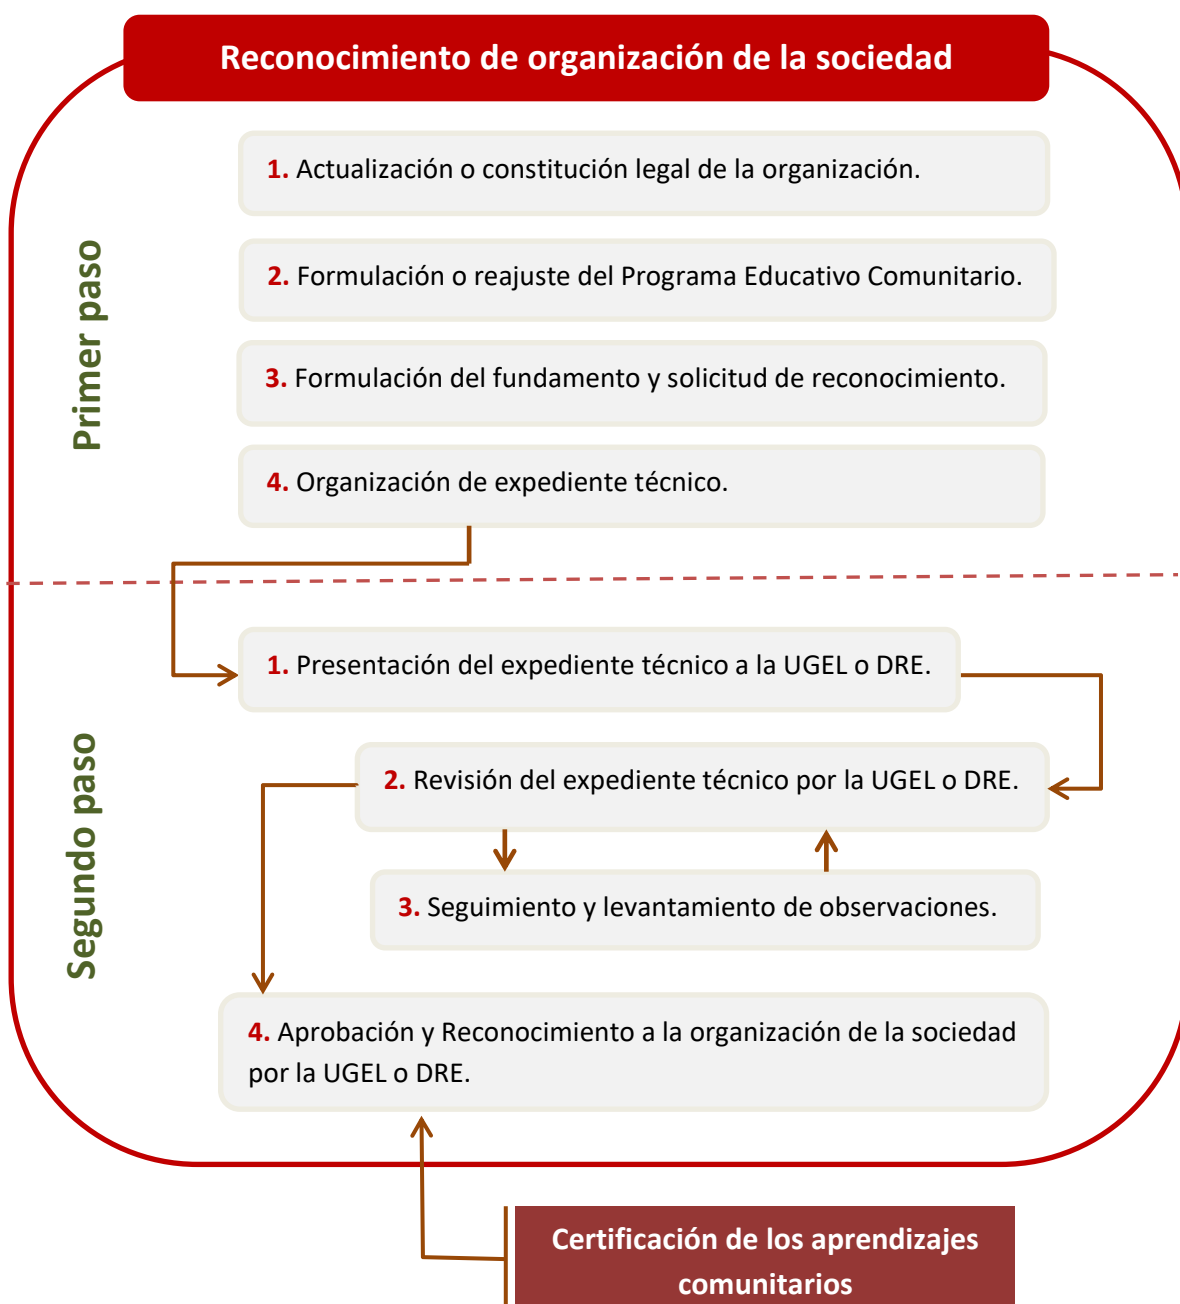 Reconocimiento de organización de la sociedad
Primer paso
1. Actualización o constitución legal de la organización.
2. Formulación o reajuste del Programa Educativo Comunitario.
3. Formulación del fundamento y solicitud de reconocimiento.
4. Organización de expediente técnico.
Segundo paso
1. Presentación del expediente técnico a la UGEL o DRE.
2. Revisión del expediente técnico por la UGEL o DRE.
3. Seguimiento y levantamiento de observaciones.
4. Aprobación y Reconocimiento a la organización de la sociedad
por la UGEL o DRE.
Certificación de los aprendizajes
comunitarios